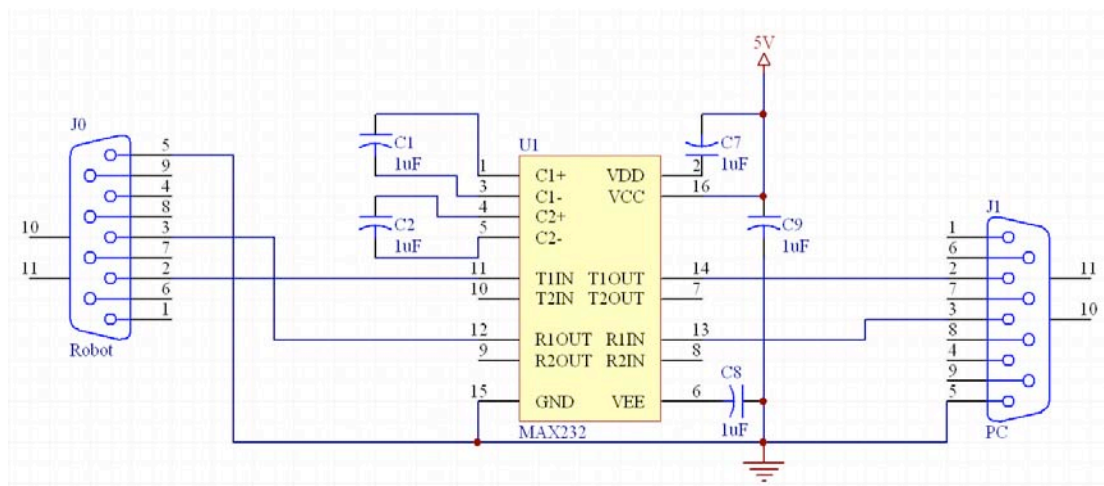 5V
J0
5
9
4
8
3
7
2
6
1
10
11
Robot
C1
1uF
C2
1uF
U1
1
3
4
5
11
10
12
9
15
C1+ VDD
C1- VCC
C2+
C2-
T1IN T1OUT
T2IN T2OUT
R1OUT R1IN
R2OUT R2IN
GND VEE
MAX232
2
16
14
7
13
8
6
C7
1uF
C9
1uF
C8
1uF
J1
1
6
2
7
3
8
4
9
5
11
10
PC